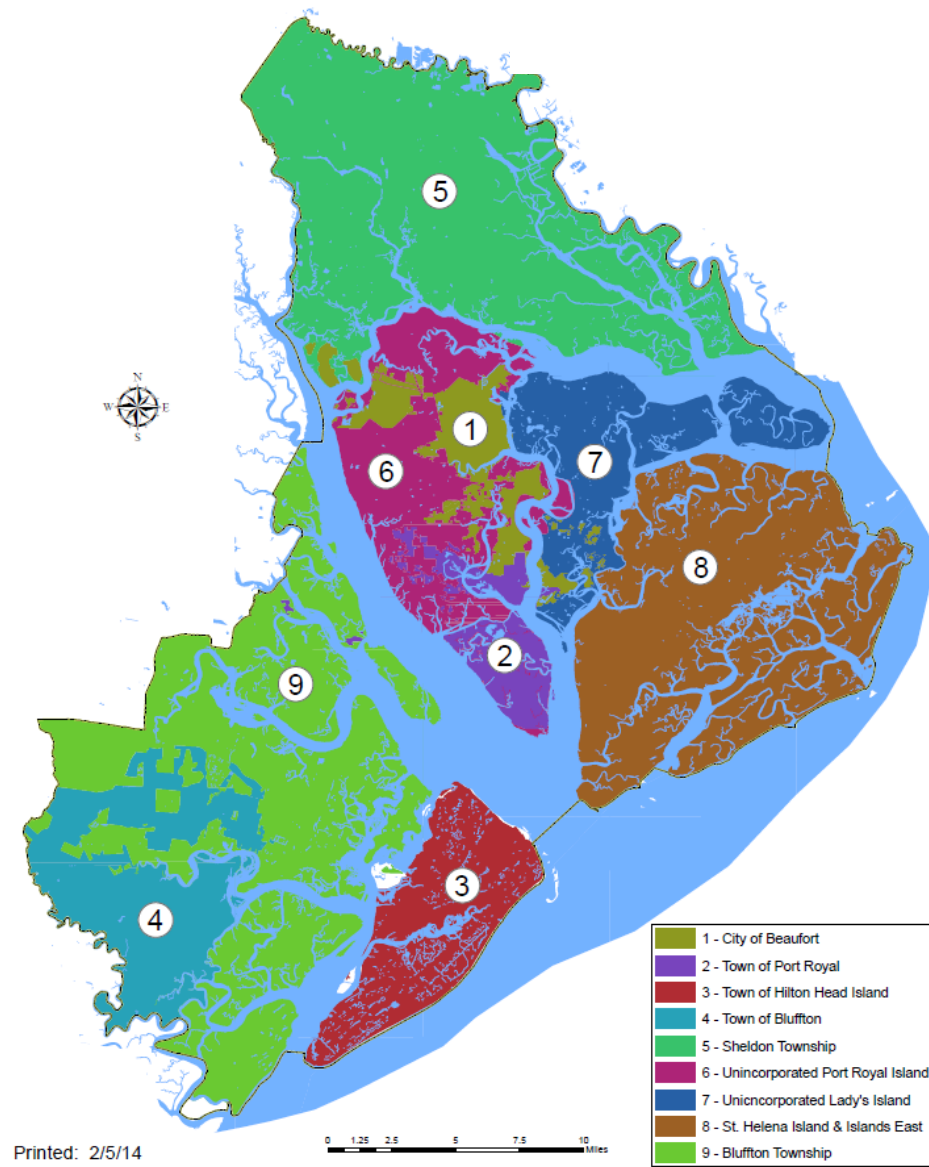 5
1
6
7
8
2
9
3
4
N
W E
S
1 - City of Beaufort
2 - Town of Port Royal
3 - Town of Hilton Head Island
4 - Town of Bluffton
5 - Sheldon Township
6 - Unincorporated Port Royal Island
7 - Unicncorporated Lady's Island
8 - St. Helena Island & Islands East
9 - Bluffton Township
Printed: 2/5/14
0 1.25 2.5 5 7.5 10
Miles